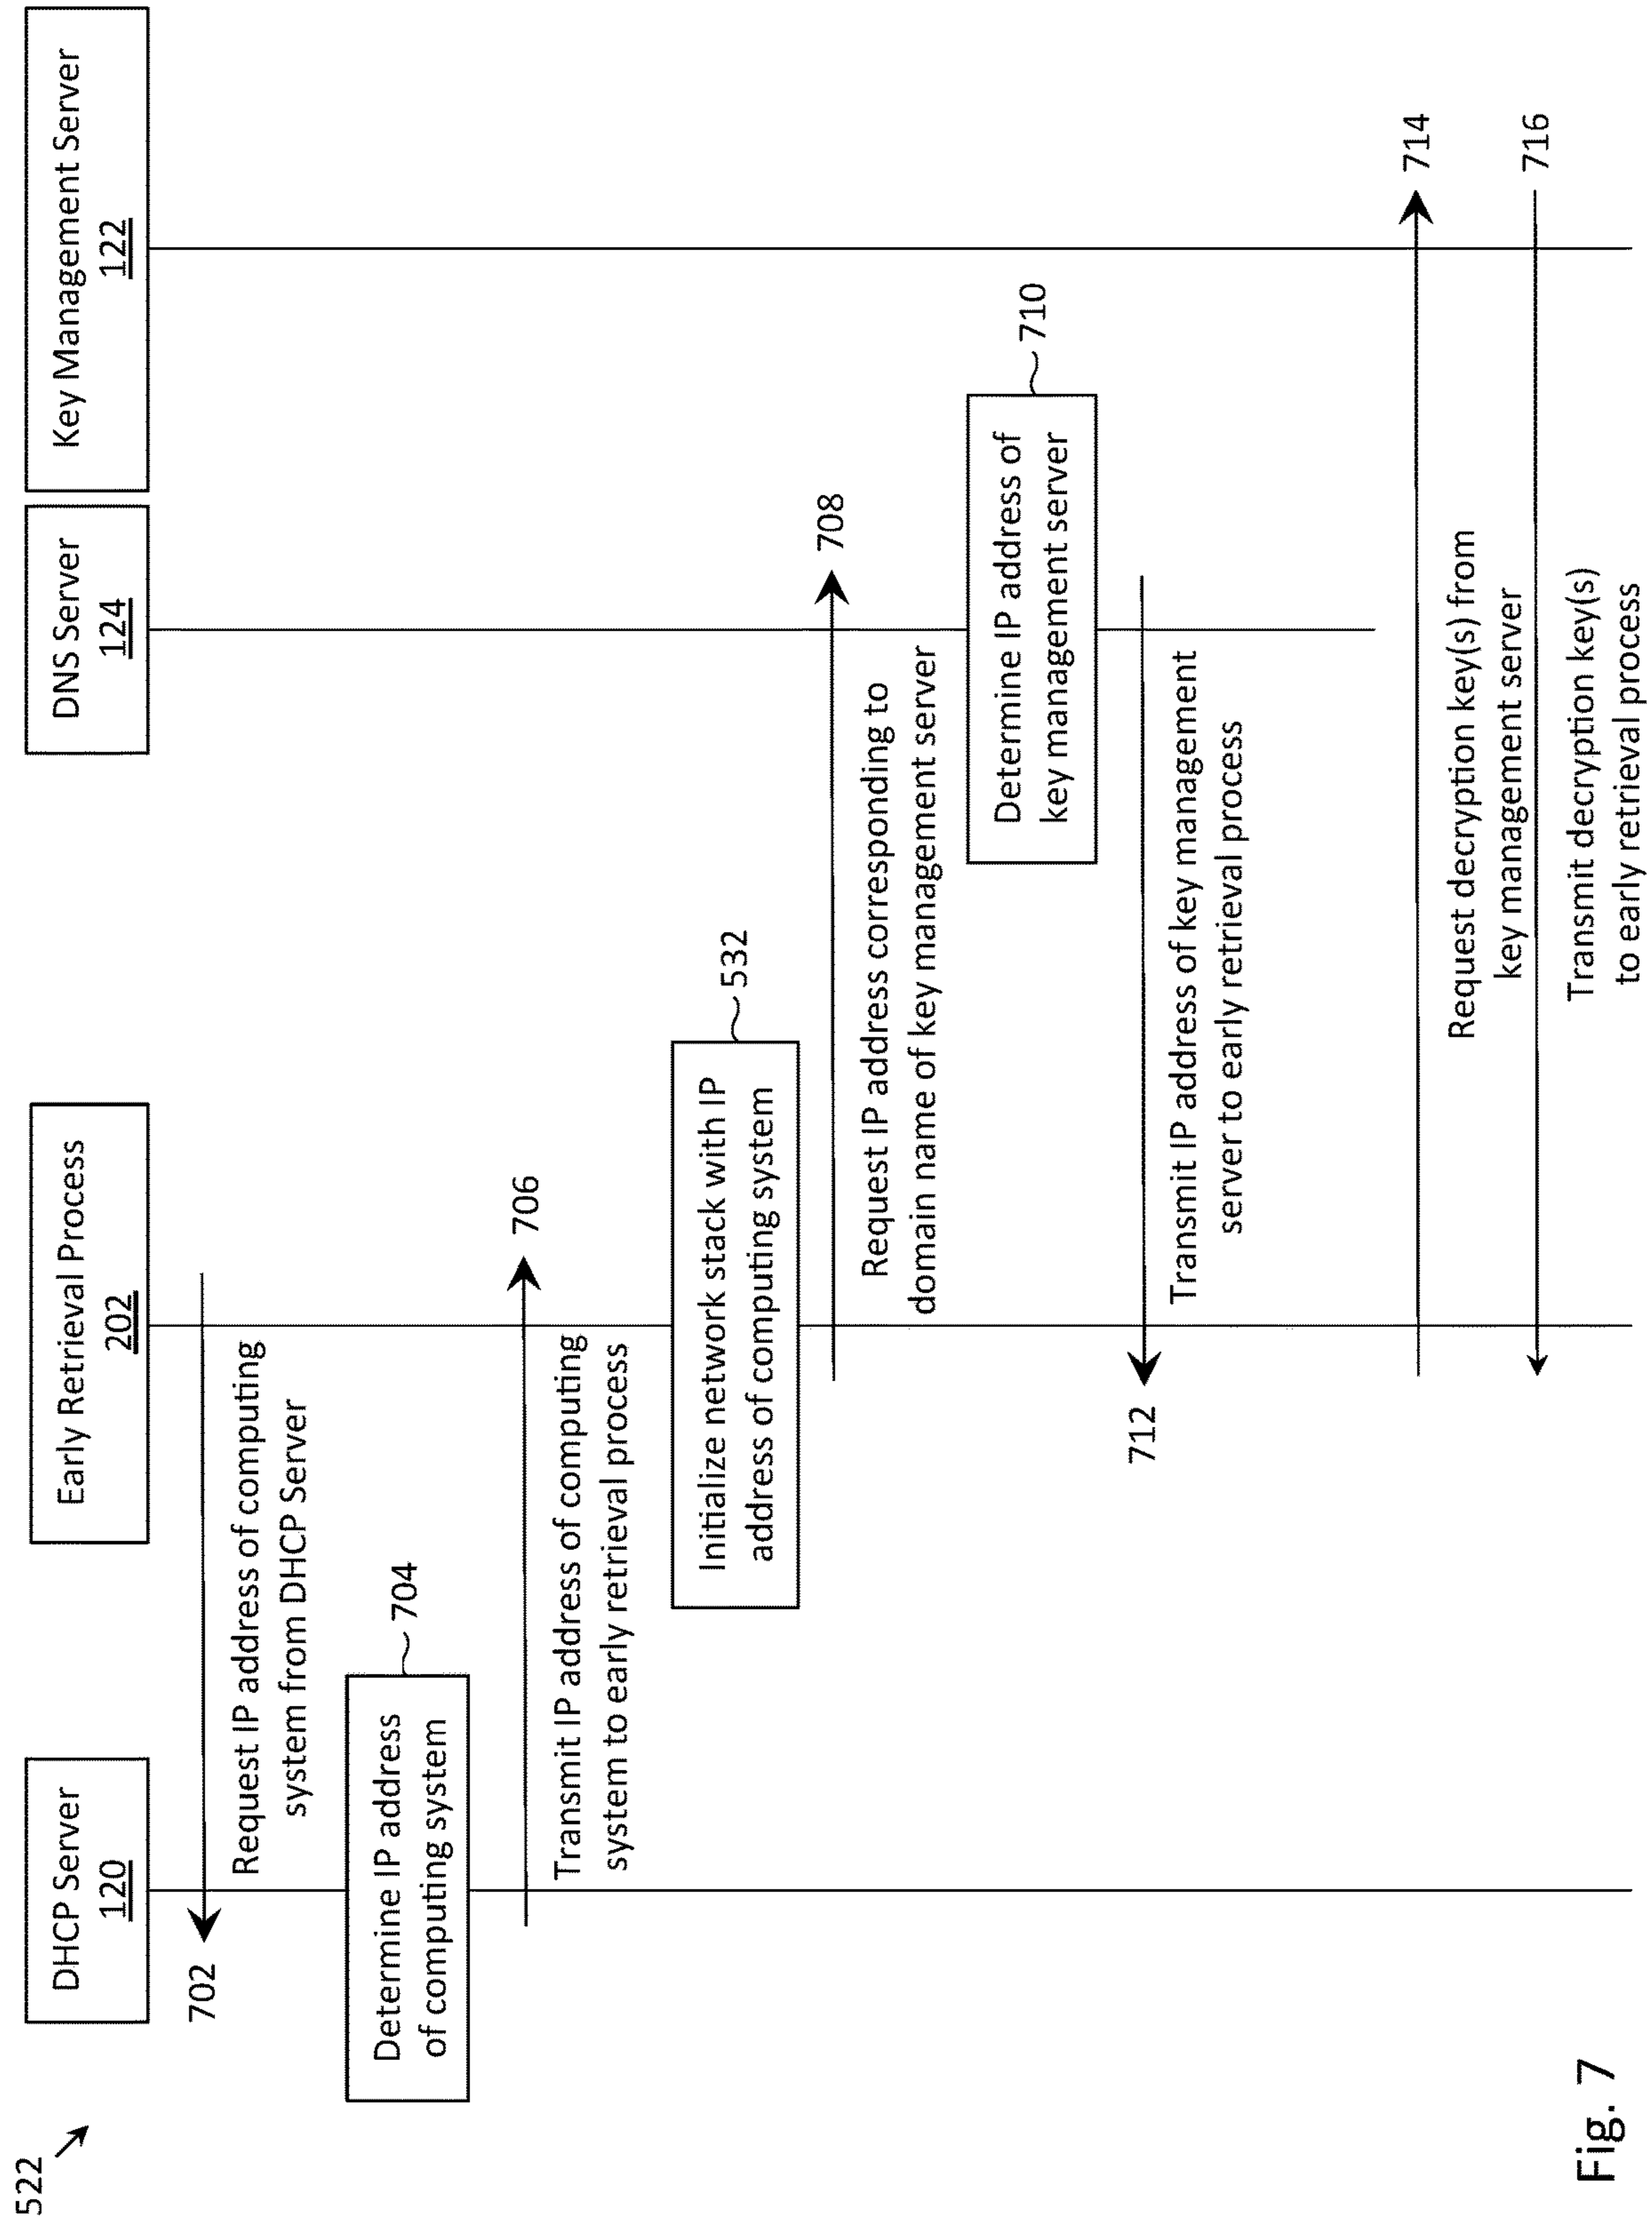 522
DHCP Server
120
Early Retrieval Process
202
DNS Server
124
Key Management Server
122
702
Request IP address of computing
system from DHCP Server
Determine IP address
of computing system
704
706
Transmit IP address of computing
system to early retrieval process
Initialize network stack with IP
address of computing system
532
708
Request IP address corresponding to
domain name of key management server
Determine IP address of
key management server
710
712
Transmit IP address of key management
server to early retrieval process
714
Request decryption key(s) from
key management server
716
Transmit decryption key(s)
to early retrieval process
Fig. 7